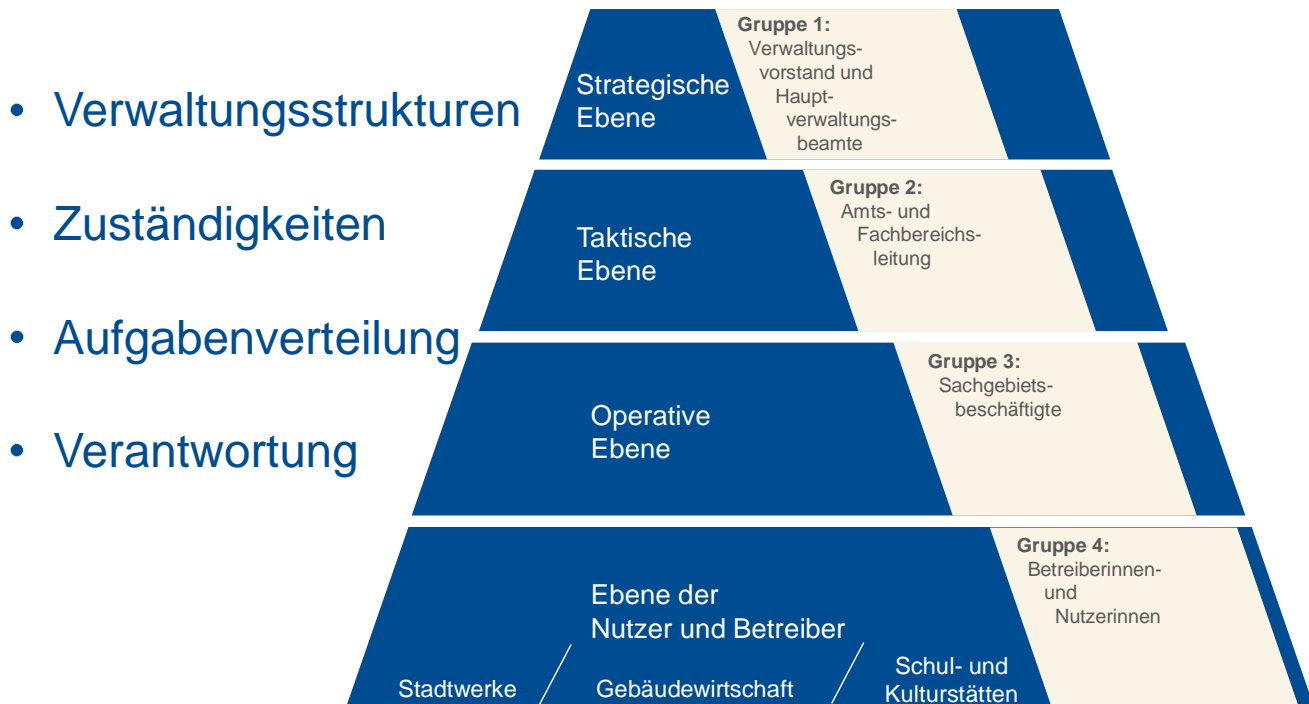 • Verwaltungsstrukturen
• Zuständigkeiten
• Aufgabenverteilung
• Verantwortung
Strategische
Ebene
Gruppe 1:
Verwaltungs-
vorstand und
Haupt-
verwaltungs-
beamte
Taktische
Ebene
Gruppe 2:
Amts- und
Fachbereichs-
leitung
Operative
Ebene
Gruppe 3:
Sachgebiets-
beschäftigte
Ebene der
Nutzer und Betreiber
Stadtwerke
Gebäudewirtschaft
Schul- und
Kulturstätten
Gruppe 4:
Betreiberinnen-
und
Nutzerinnen